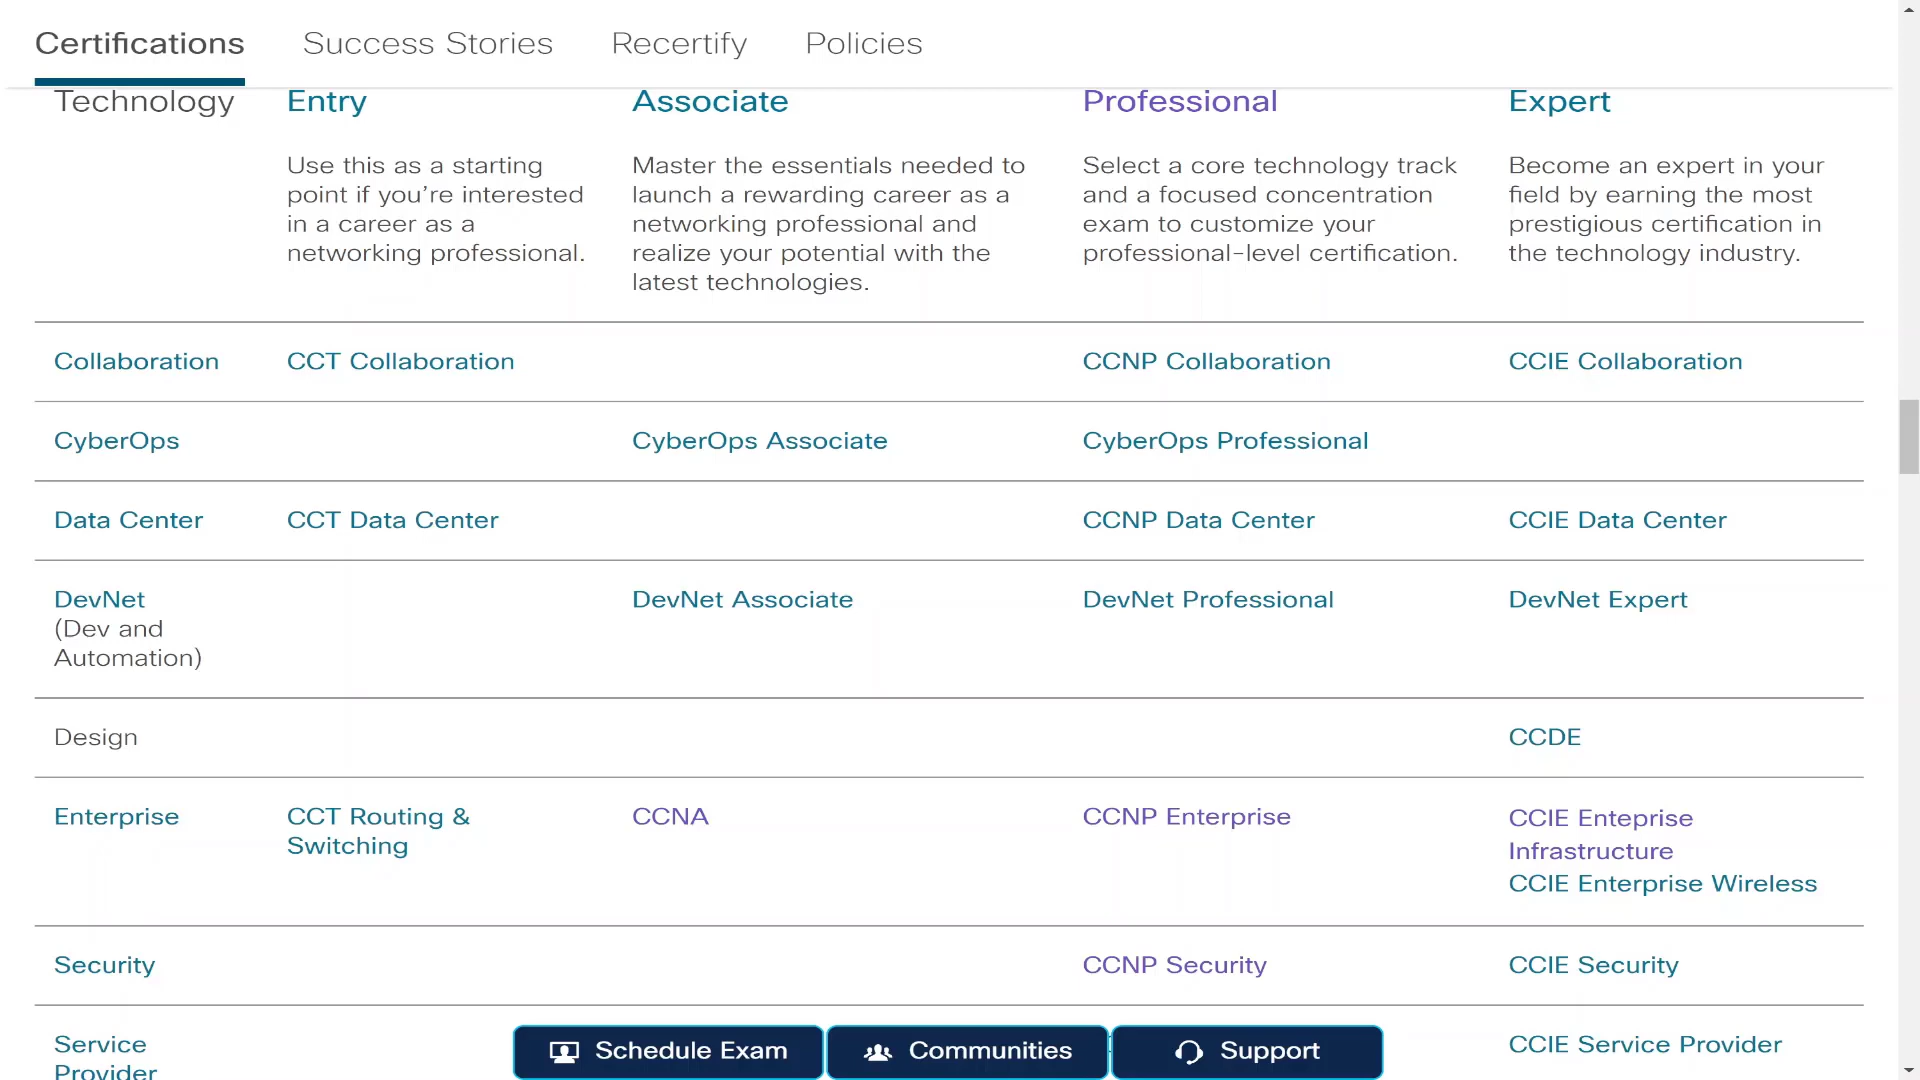 Certifications Success Stories Recertify Policies
Technology Entry Associate Professional Expert
Use this as a starting
point if you’re interested
in a career as a
networking professional.
Master the essentials needed to
launch a rewarding career as a
networking professional and
realize your potential with the
latest technologies.
Select a core technology track
and a focused concentration
exam to customize your
professional-level certification.
Become an expert in your
field by earning the most
prestigious certification in
the technology industry.
Collaboration CCT Collaboration CCNP Collaboration CCIE Collaboration
CyberOps CyberOps Associate CyberOps Professional
Data Center CCT Data Center CCNP Data Center CCIE Data Center
DevNet
(Dev and
Automation)
DevNet Associate DevNet Professional DevNet Expert
Design CCDE
Enterprise
CCT Routing &
Switching
CCNA
CCNP Enterprise
CCIE Enteprise
Infrastructure
CCIE Enterprise Wireless
Security CCNP Security CCIE Security
Service
Provider
CCIE Service Provider
Schedule Exam Communities Support